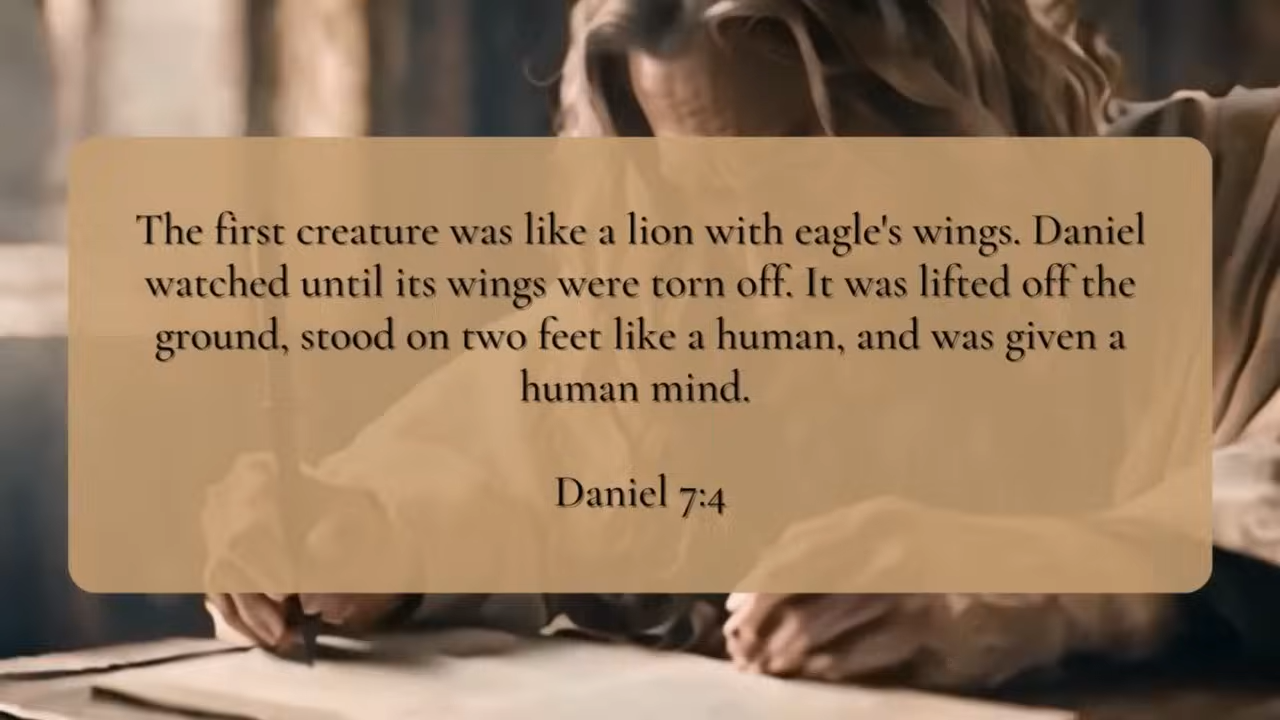 The first creature was like a lion with eagle's wings. Daniel
watched until its wings were torn off. It was lifted off the
ground, stood on two feet like a human, and was given a
human mind.
Daniel 7:4